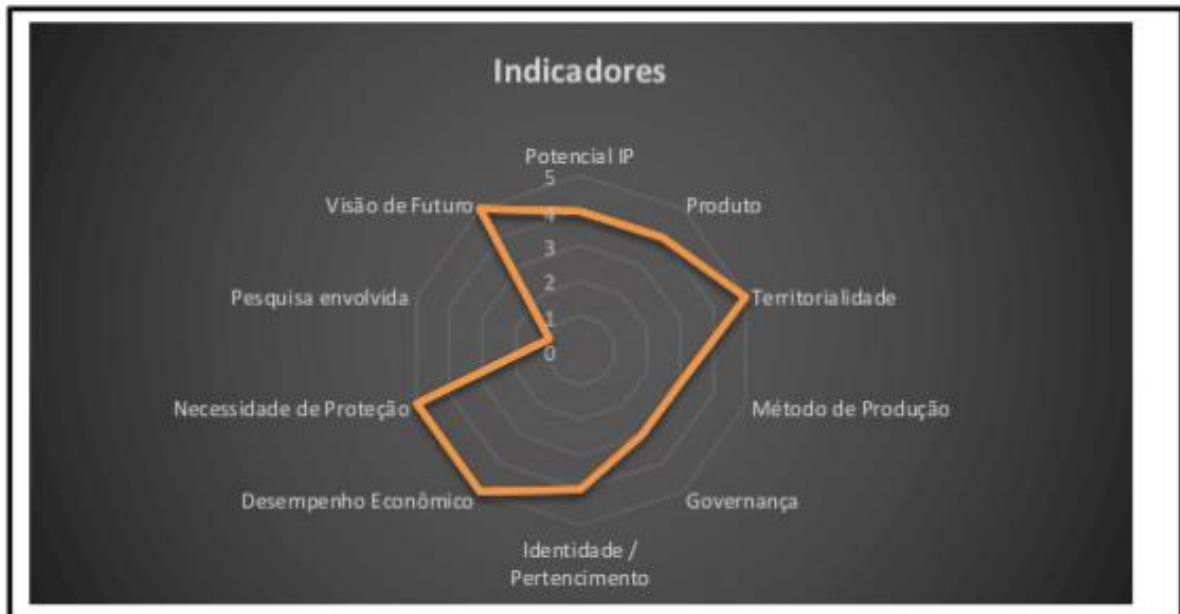 Indicadores
Potencial IP
Produto
Territorialidade
Método de Produção
Governança
Identidade /
Pertencimento
Desempenho Econômico
Necessidade de Proteção
Pesquisa envolvida
Visão de Futuro
5
4
3
2
1
0